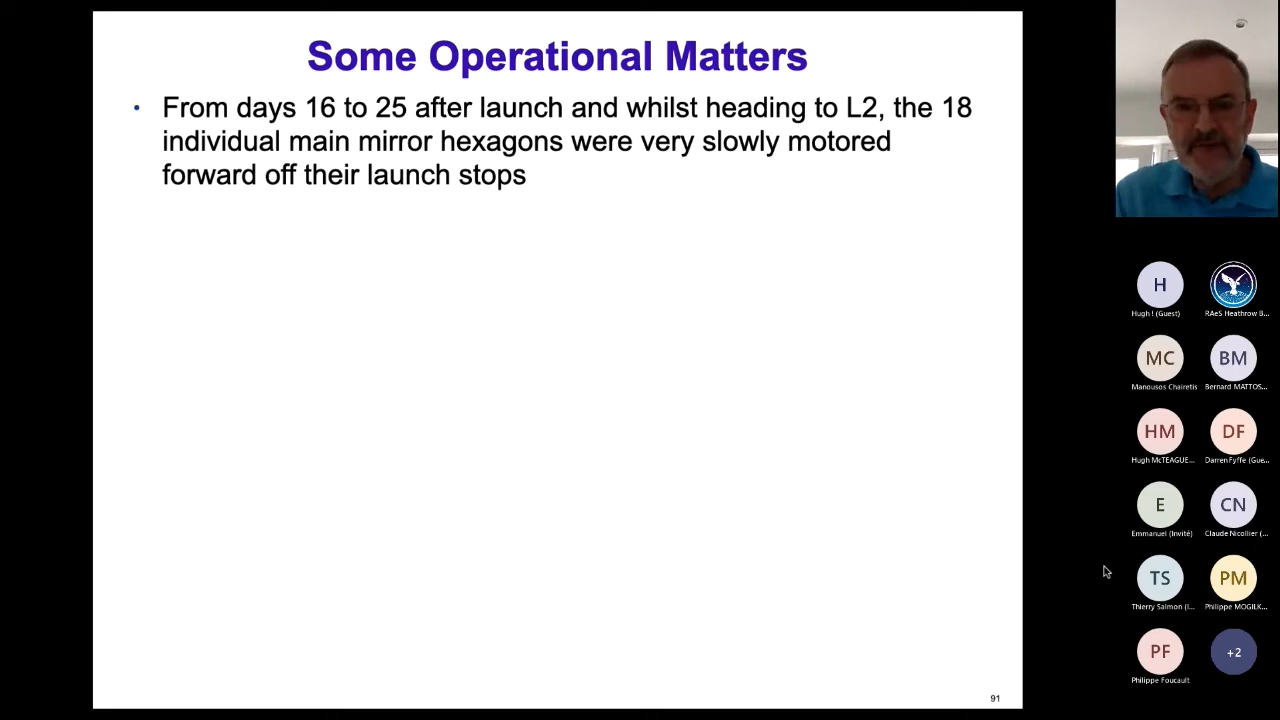 Some Operational Matters
• From days 16 to 25 after launch and whilst heading to L2, the 18
individual main mirror hexagons were very slowly motored
forward off their launch stops
91
H
Hugh ! (Guest)
RAeS Heathrow B...
MC
Manousos Chairetis
BM
Bernard MATTOS...
HM
Hugh McTEAGUE...
DF
Darren Fyffe (Gue...
E
Emmanuel (Invité)
CN
Claude Nicollier (...
TS
Thierry Salmon (I...
PM
Philippe MOGILK...
PF
Philippe Foucault
+2